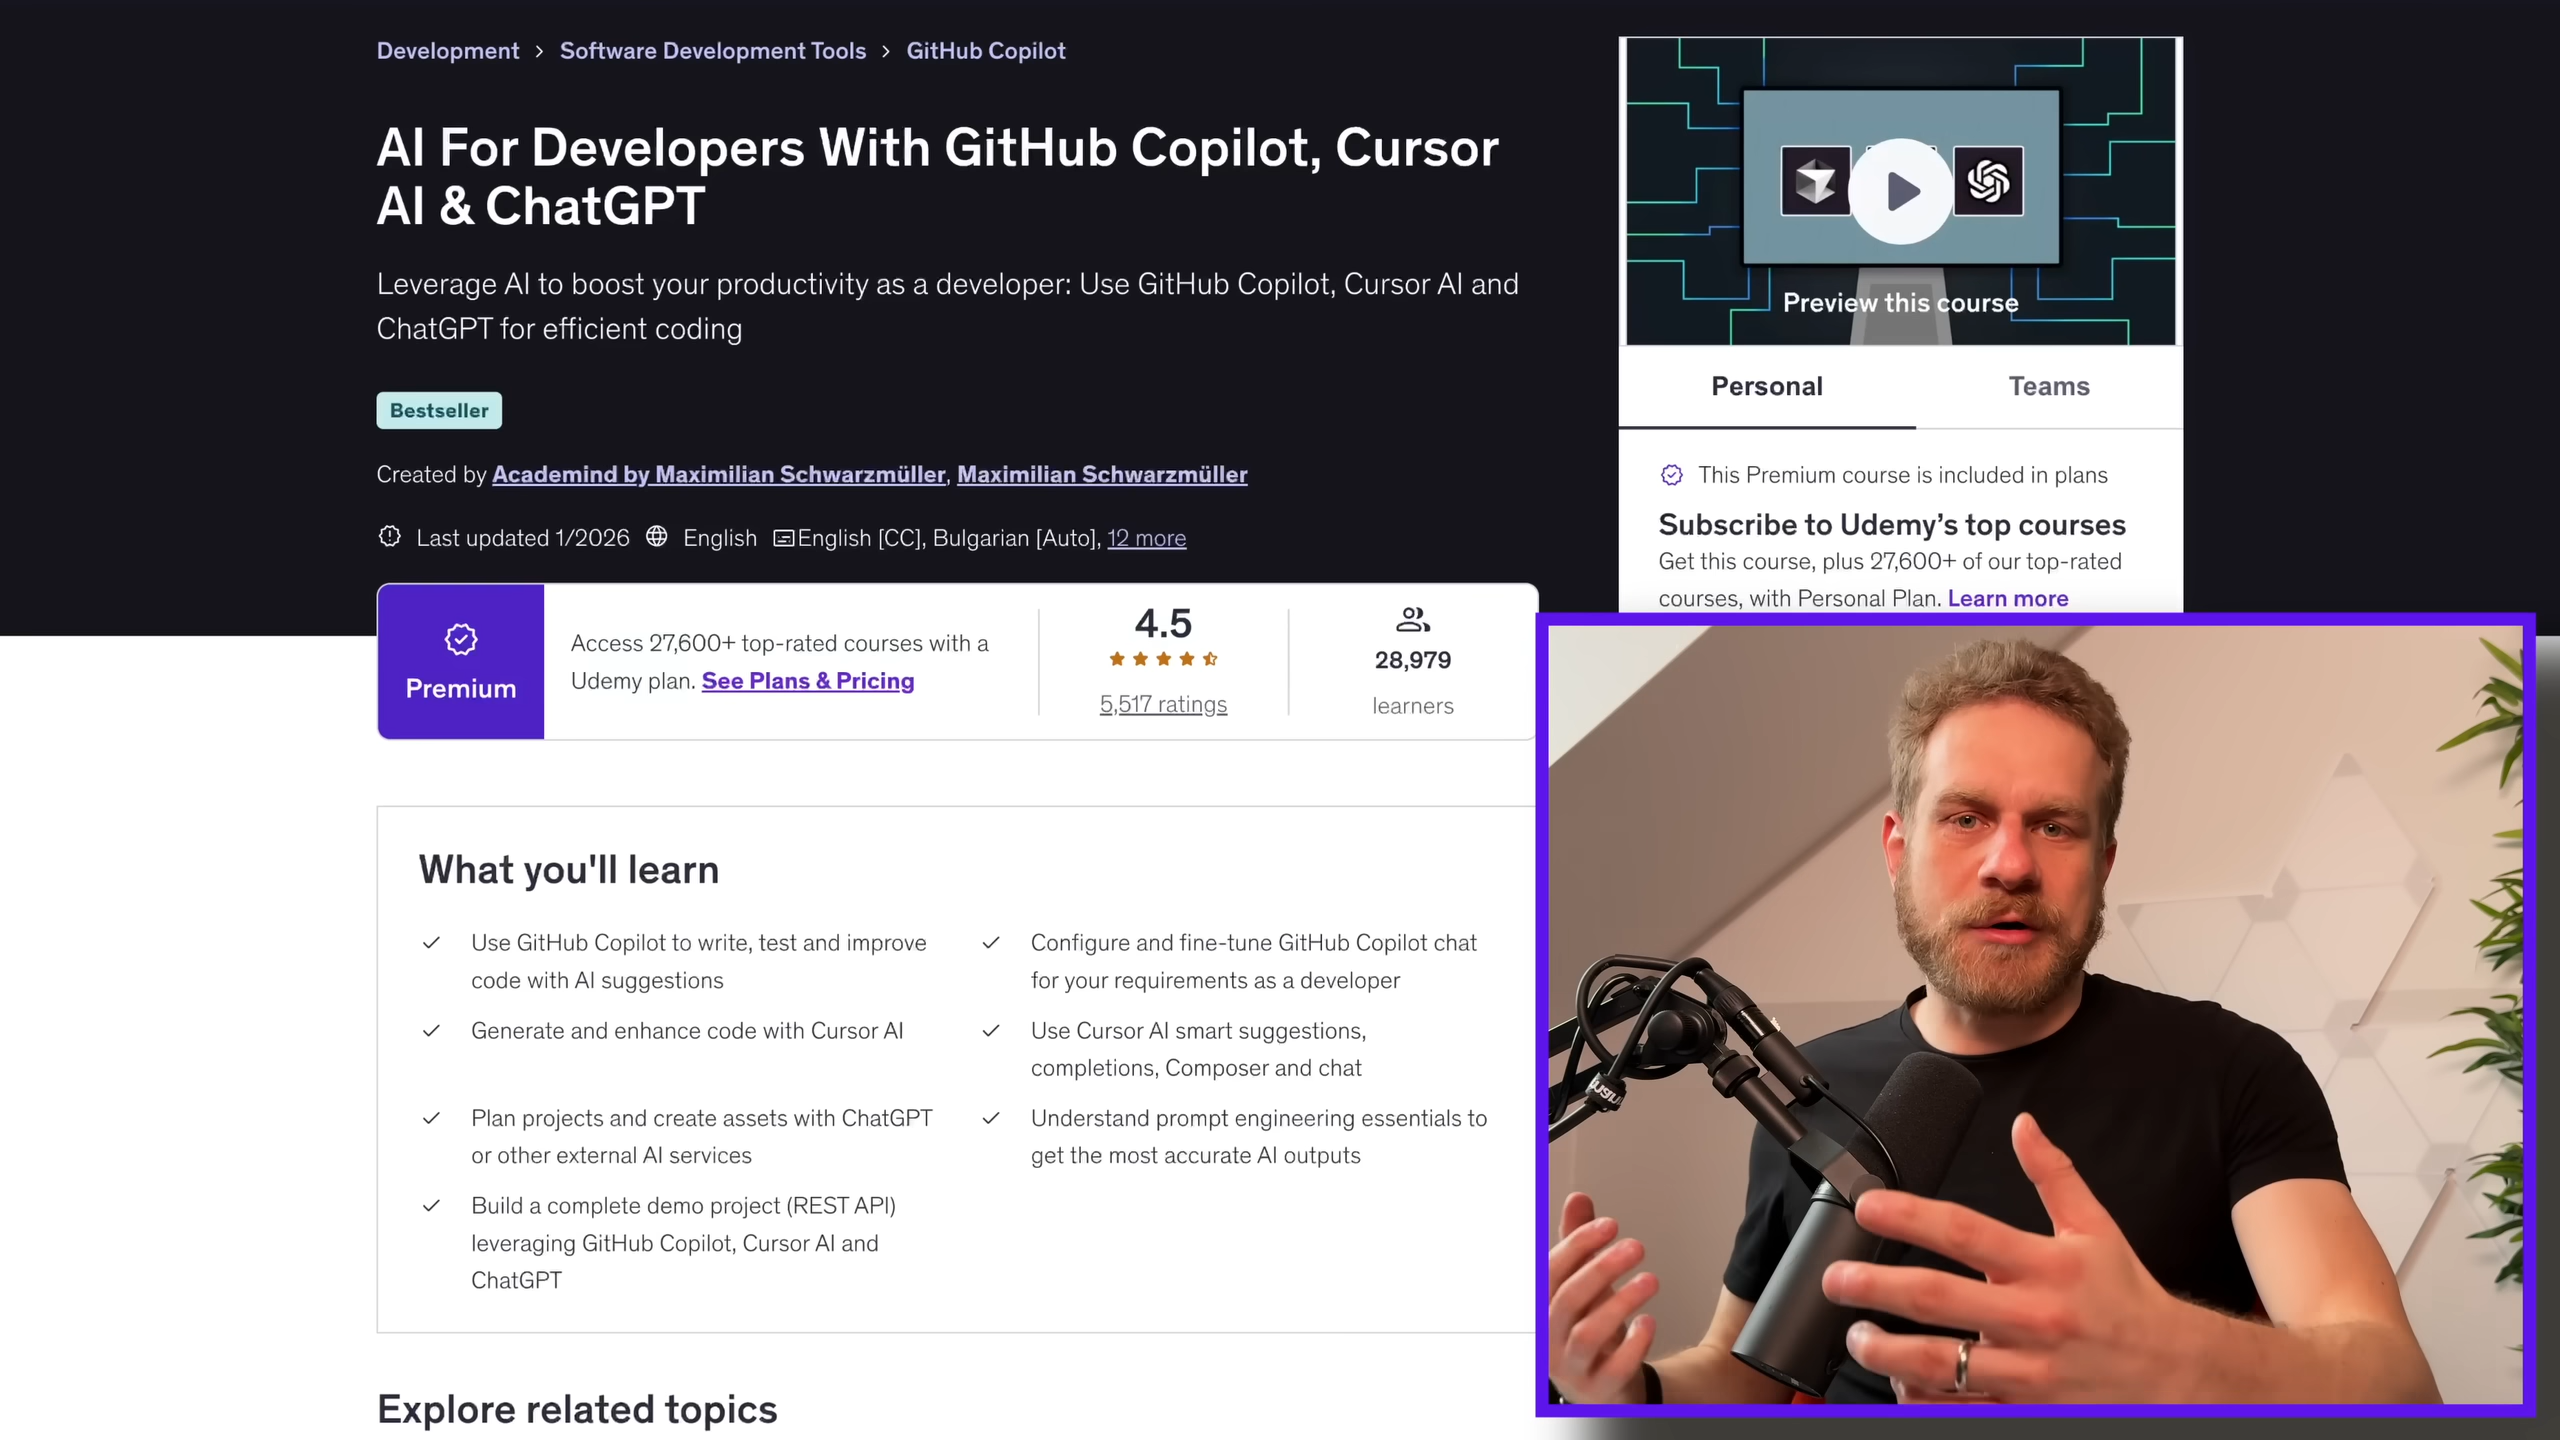 Development > Software Development Tools > GitHub Copilot
AI For Developers With GitHub Copilot, Cursor
AI & ChatGPT
Leverage AI to boost your productivity as a developer: Use GitHub Copilot, Cursor AI and
ChatGPT for efficient coding
Bestseller
Created by Academind by Maximilian Schwarzmüller, Maximilian Schwarzmüller
Last updated 1/2026 English English [CC], Bulgarian [Auto], 12 more
Preview this course
Personal Teams
This Premium course is included in plans
Subscribe to Udemy’s top courses
Get this course, plus 27,600+ of our top-rated
courses, with Personal Plan. Learn more
Premium
Access 27,600+ top-rated courses with a
Udemy plan. See Plans & Pricing
4.5
5,517 ratings
28,979
learners
What you'll learn
Use GitHub Copilot to write, test and improve
code with AI suggestions
Configure and fine-tune GitHub Copilot chat
for your requirements as a developer
Generate and enhance code with Cursor AI
Use Cursor AI smart suggestions,
completions, Composer and chat
Plan projects and create assets with ChatGPT
or other external AI services
Understand prompt engineering essentials to
get the most accurate AI outputs
Build a complete demo project (REST API)
leveraging GitHub Copilot, Cursor AI and
ChatGPT
Explore related topics